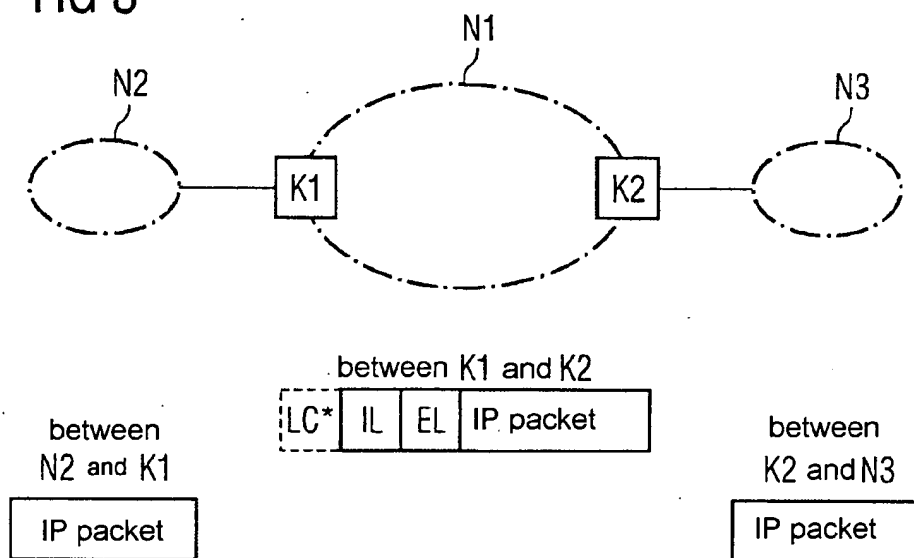 FIG 3
N1
N2
N3
K1
K2
between K1 and K2
LC* IL EL IP packet
between
N2 and K1
IP packet
between
K2 and N3
IP packet